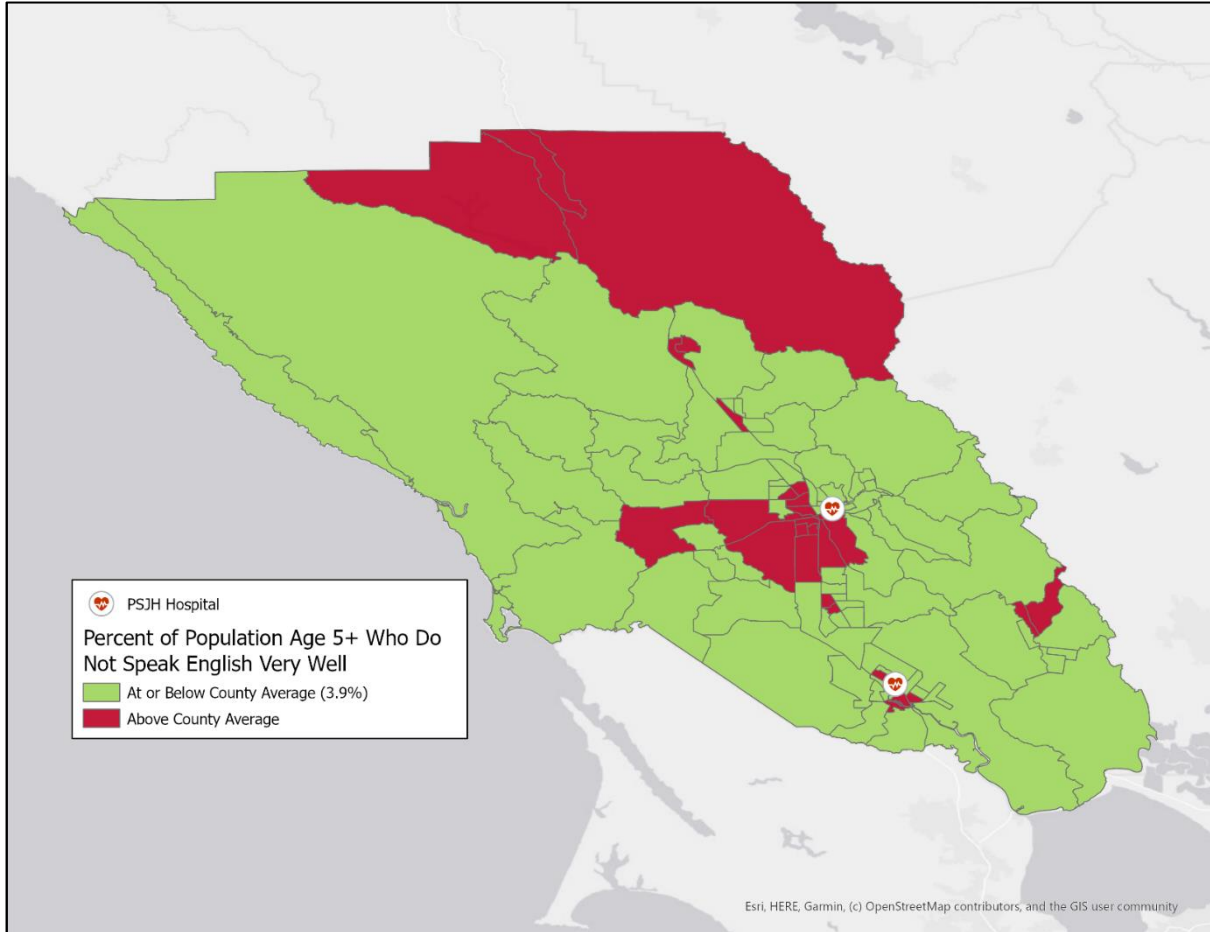 PSJH Hospital
Percent of Population Age 5+ Who Do
Not Speak English Very Well
At or Below County Average (3.9%)
Above County Average
Esri, HERE, Garmin, (c) OpenStreetMap contributors, and the GIS user community